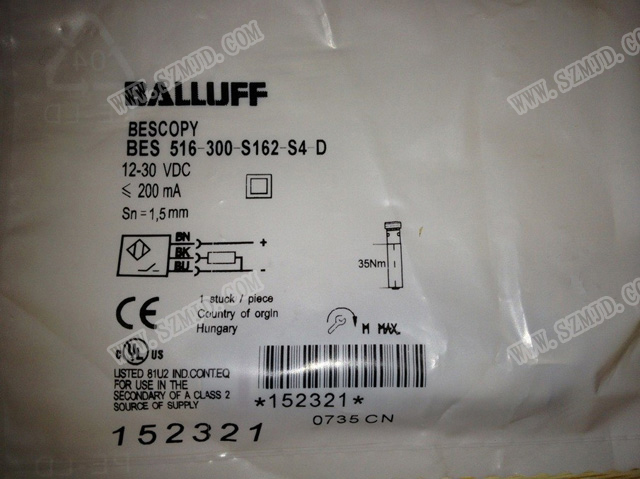 BALLUFF
BESCOPY
BES 516-300-S162-S4-D
12-30 VDC
≤ 200 mA
Sn = 1,5 mm
BN
+
BK
BU
-
35Nm
CE
1 stuck / piece
Country of orgin
Hungary
M MAX.
c UL US
LISTED 81U2 IND.CONT.EQ
FOR USE IN THE
SECONDARY OF A CLASS 2
SOURCE OF SUPPLY
*152321*
0735 CN
152321
WWW.SZMJD.COM
WWW.SZMJD.COM
WWW.SZMJD.COM
WWW.SZMJD.COM